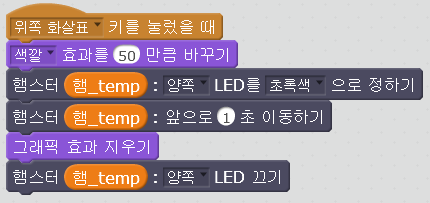 위쪽 화살표 키를 눌렀을 때
색깔 효과를 50 만큼 바꾸기
햄스터 햄_temp : 양쪽 LED를 초록색 으로 정하기
햄스터 햄_temp : 앞으로 1 초 이동하기
그래픽 효과 지우기
햄스터 햄_temp : 양쪽 LED 끄기